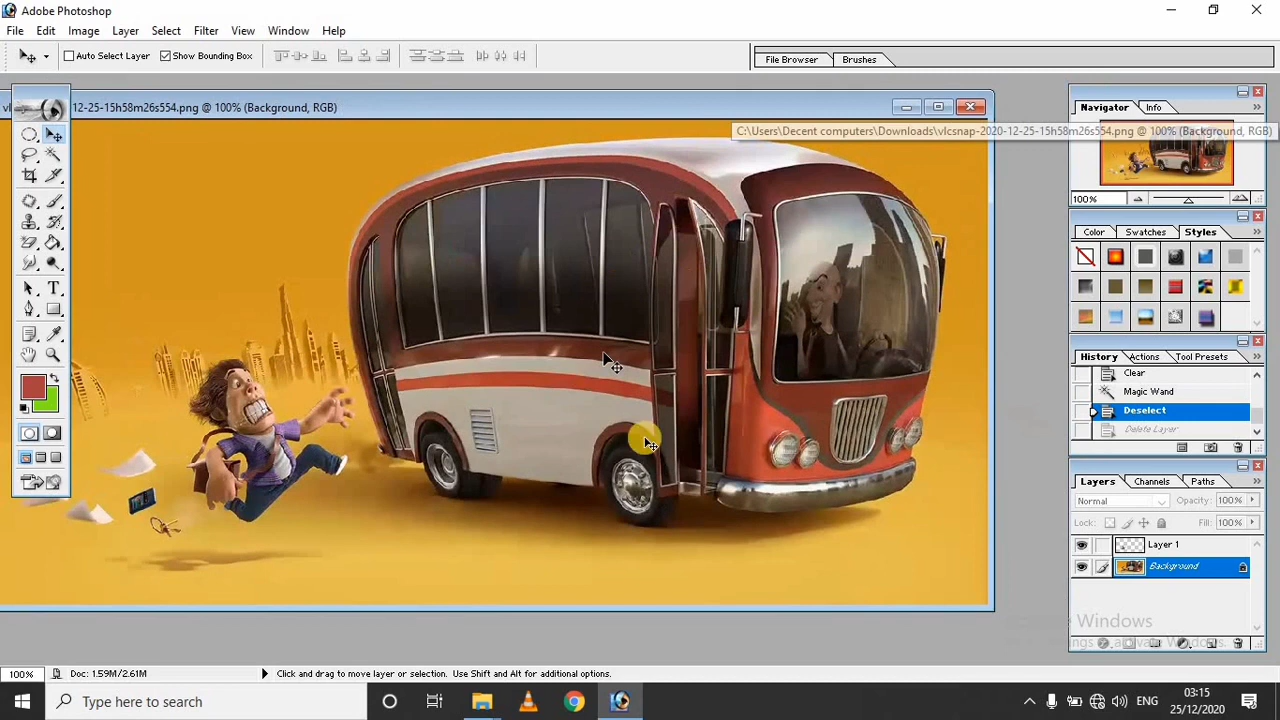 Adobe Photoshop
File Edit Image Layer Select Filter View Window Help
Auto Select Layer Show Bounding Box File Browser Brushes
12-25-15h58m26s554.png @ 100% (Background, RGB)
C:\Users\Decent computers\Downloads\vlcsnap-2020-12-25-15h58m26s554.png @ 100% (Background, RGB)
Navigator Info
100%
Color Swatches Styles
History Actions Tool Presets
Clear
Magic Wand
Deselect
Delete Layer
Layers Channels Paths
Normal Opacity: 100%
Lock: Fill: 100%
Layer 1
Background
Windows
100% Doc: 1.59M/2.61M Click and drag to move layer or selection. Use Shift and Alt for additional options.
Type here to search
ENG
03:15
25/12/2020